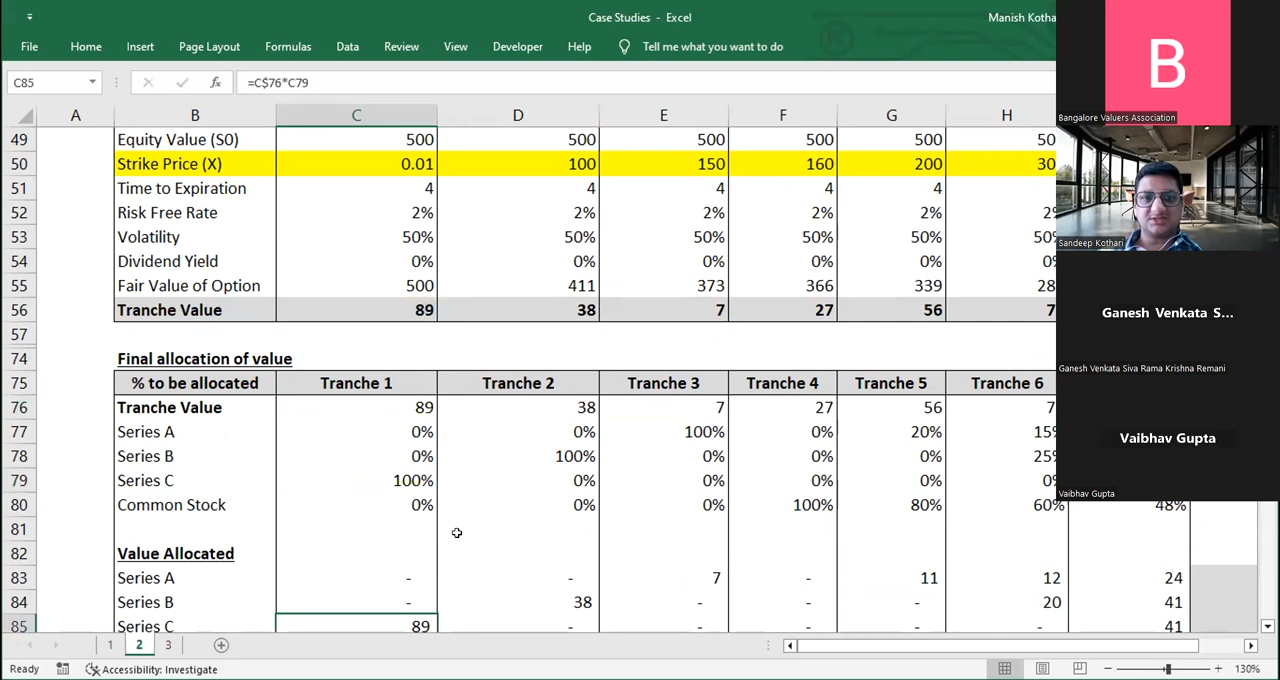 Case Studies - Excel
Manish Kotha
File Home Insert Page Layout Formulas Data Review View Developer Help Tell me what you want to do
C85 fx =C$76*C79
A B C D E F G H
49 Equity Value (S0) 500 500 500 500 500 50
50 Strike Price (X) 0.01 100 150 160 200 30
51 Time to Expiration 4 4 4 4 4
52 Risk Free Rate 2% 2% 2% 2% 2% 2%
53 Volatility 50% 50% 50% 50% 50% 50%
54 Dividend Yield 0% 0% 0% 0% 0% 0%
55 Fair Value of Option 500 411 373 366 339 28
56 Tranche Value 89 38 7 27 56 7
57
74 Final allocation of value
75 % to be allocated Tranche 1 Tranche 2 Tranche 3 Tranche 4 Tranche 5 Tranche 6
76 Tranche Value 89 38 7 27 56 7
77 Series A 0% 0% 100% 0% 20% 15%
78 Series B 0% 100% 0% 0% 0% 25%
79 Series C 100% 0% 0% 0% 0% 0%
80 Common Stock 0% 0% 0% 100% 80% 60% 48%
81
82 Value Allocated
83 Series A - - 7 - 11 12 24
84 Series B - 38 - - - 20 41
85 Series C 89 - - - - - 41
1 2 3
Ready Accessibility: Investigate 130%
B
Bangalore Valuers Association
Sandeep Kothari
Ganesh Venkata S...
Ganesh Venkata Siva Rama Krishna Remani
Vaibhav Gupta
Vaibhav Gupta